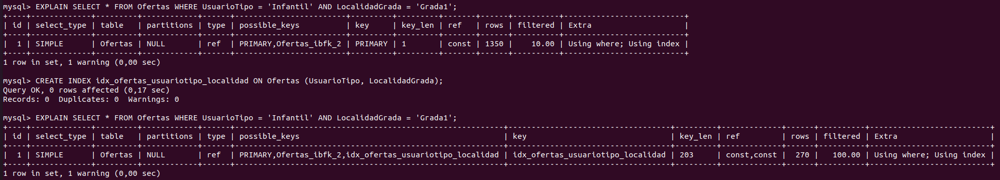 mysql> EXPLAIN SELECT * FROM Ofertas WHERE UsuarioTipo = 'Infantil' AND LocalidadGrada = 'Grada1';
+----+-------------+---------+------------+------+------------------------+---------+---------+-------+------+----------+--------------------------+
| id | select_type | table   | partitions | type | possible_keys          | key     | key_len | ref   | rows | filtered | Extra                    |
+----+-------------+---------+------------+------+------------------------+---------+---------+-------+------+----------+--------------------------+
|  1 | SIMPLE      | Ofertas | NULL       | ref  | PRIMARY,Ofertas_ibfk_2 | PRIMARY | 1       | const | 1350 |    10.00 | Using where; Using index |
+----+-------------+---------+------------+------+------------------------+---------+---------+-------+------+----------+--------------------------+
1 row in set, 1 warning (0,00 sec)

mysql> CREATE INDEX idx_ofertas_usuariotipo_localidad ON Ofertas (UsuarioTipo, LocalidadGrada);
Query OK, 0 rows affected (0,17 sec)
Records: 0  Duplicates: 0  Warnings: 0

mysql> EXPLAIN SELECT * FROM Ofertas WHERE UsuarioTipo = 'Infantil' AND LocalidadGrada = 'Grada1';
+----+-------------+---------+------------+------+----------------------------------------------------------+-----------------------------------+---------+-------------+------+----------+--------------------------+
| id | select_type | table   | partitions | type | possible_keys                                            | key                               | key_len | ref         | rows | filtered | Extra                    |
+----+-------------+---------+------------+------+----------------------------------------------------------+-----------------------------------+---------+-------------+------+----------+--------------------------+
|  1 | SIMPLE      | Ofertas | NULL       | ref  | PRIMARY,Ofertas_ibfk_2,idx_ofertas_usuariotipo_localidad | idx_ofertas_usuariotipo_localidad | 203     | const,const |  270 |   100.00 | Using where; Using index |
+----+-------------+---------+------------+------+----------------------------------------------------------+-----------------------------------+---------+-------------+------+----------+--------------------------+
1 row in set, 1 warning (0,00 sec)